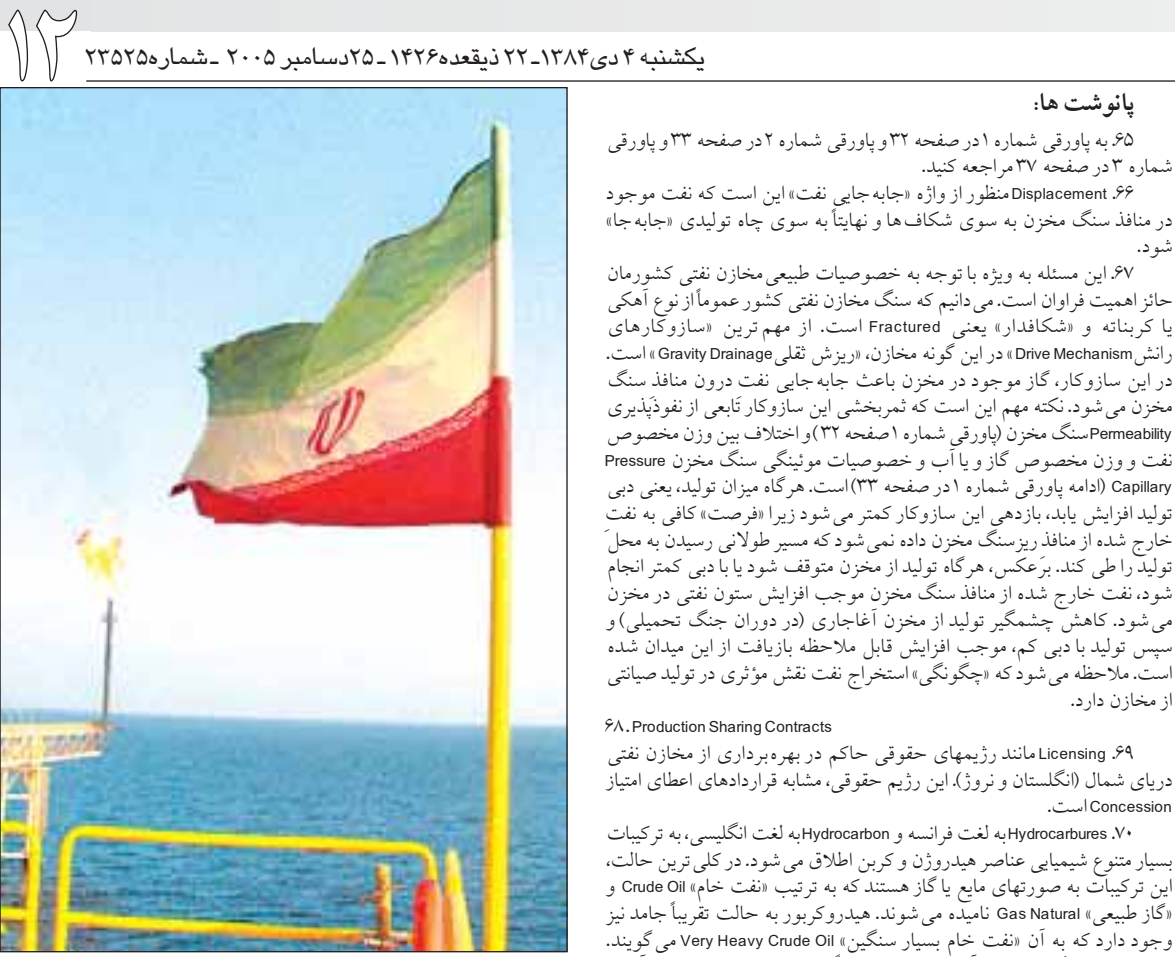 ۱۲
یکشنبه ۴ دی۱۳۸۴ـ ۲۲ ذیقعده۱۴۲۶ ـ ۲۵دسامبر ۲۰۰۵ ـ شماره۲۳۵۲۵
پانوشت ها:
۶۵. به پاورقی شماره ۱در صفحه ۳۲ و پاورقی شماره ۲در صفحه ۳۳ و پاورقی
شماره ۳ در صفحه ۳۷ مراجعه کنید.
۶۶. Displacement منظور از واژه «جابه جایی نفت» این است که نفت موجود
در منافذ سنگ مخزن به سوی شکاف ها و نهایتاً به سوی چاه تولیدی «جابه جا»
شود.
۶۷. این مسئله به ویژه با توجه به خصوصیات طبیعی مخازن نفتی کشورمان
حائز اهمیت فراوان است. می دانیم که سنگ مخازن نفتی کشور عموماً از نوع آهکی
یا کربناته و «شکافدار» یعنی Fractured است. از مهم ترین «سازوکارهای
رانش Drive Mechanism» در این گونه مخازن، «ریزش ثقلی Gravity Drainage» است.
در این سازوکار، گاز موجود در مخزن باعث جابه جایی نفت درون منافذ سنگ
مخزن می شود. نکته مهم این است که ثمربخشی این سازوکار تابعی از نفوذپذیری
Permeability سنگ مخزن (پاورقی شماره ۱صفحه ۳۲) و اختلاف بین وزن مخصوص
نفت و وزن مخصوص گاز و یا آب و خصوصیات موئینگی سنگ مخزن Pressure
Capillary (ادامه پاورقی شماره ۱ در صفحه ۳۳) است. هرگاه میزان تولید، یعنی دبی
تولید افزایش یابد، بازدهی این سازوکار کمتر می شود زیرا «فرصت» کافی به نفتِ
خارج شده از منافذ ریزسنگ مخزن داده نمی شود که مسیر طولانی رسیدن به محل
تولید را طی کند. برَعکس، هرگاه تولید از مخزن متوقف شود یا با دبی کمتر انجام
شود، نفت خارج شده از منافذ سنگ مخزن موجب افزایش ستون نفتی در مخزن
می شود. کاهش چشمگیر تولید از مخزن آغاجاری (در دوران جنگ تحمیلی) و
سپس تولید با دبی کم، موجب افزایش قابل ملاحظه بازیافت از این میدان شده
است. ملاحظه می شود که «چگونگی» استخراج نفت نقش مؤثری در تولید صیانتی
از مخازن دارد.
۶۸. Production Sharing Contracts
۶۹. Licensing مانند رژیمهای حقوقی حاکم در بهره برداری از مخازن نفتی
دریای شمال (انگلستان و نروژ). این رژیم حقوقی، مشابه قراردادهای اعطای امتیاز
Concession است.
۷۰. Hydrocarbures به لغت فرانسه و Hydrocarbon به لغت انگلیسی، به ترکیبات
بسیار متنوع شیمیایی عناصر هیدروژن و کربن اطلاق می شود. در کلی ترین حالت،
این ترکیبات به صورتهای مایع یا گاز هستند که به ترتیب «نفت خام» Crude Oil و
«گاز طبیعی» Gas Natural نامیده می شوند. هیدروکربور به حالت تقریباً جامد نیز
وجود دارد که به آن «نفت خام بسیار سنگین» Very Heavy Crude Oil می گویند.